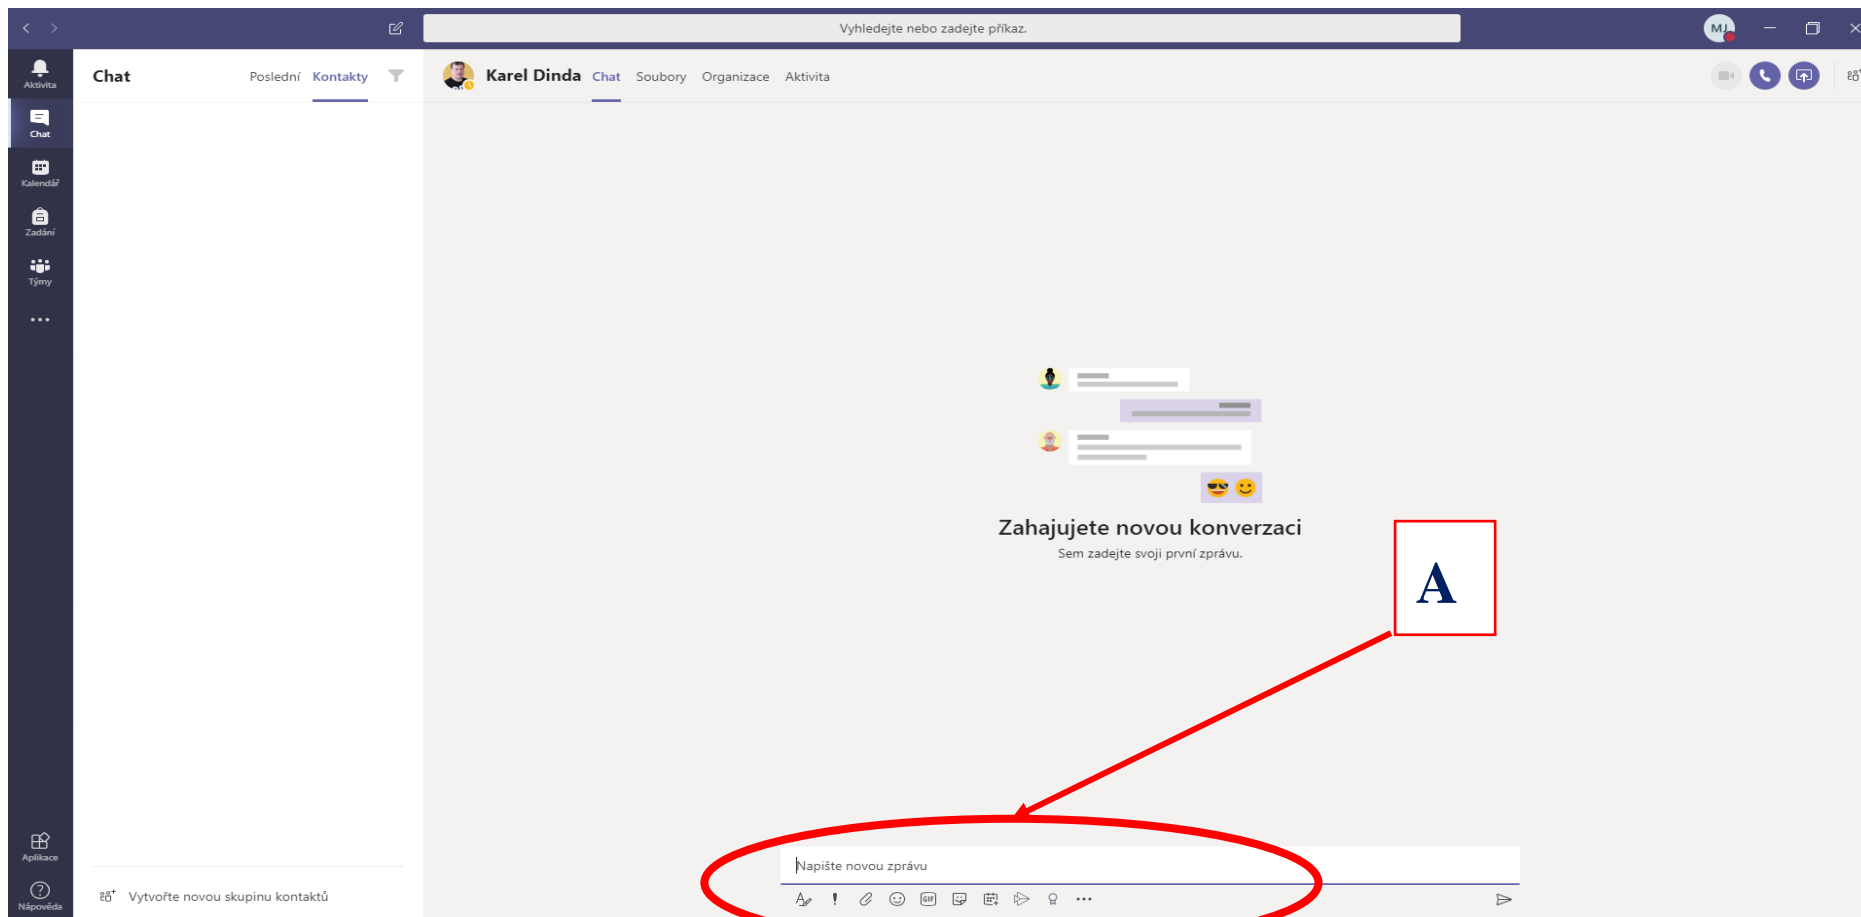 Vyhledejte nebo zadejte příkaz.
MJ
Aktivita
Chat
Kalendář
Zadání
Týmy
Aplikace
Nápověda
Chat Poslední Kontakty
Vytvořte novou skupinu kontaktů
Karel Dinda Chat Soubory Organizace Aktivita
Zahajujete novou konverzaci
Sem zadejte svoji první zprávu.
A
Napište novou zprávu
GIF